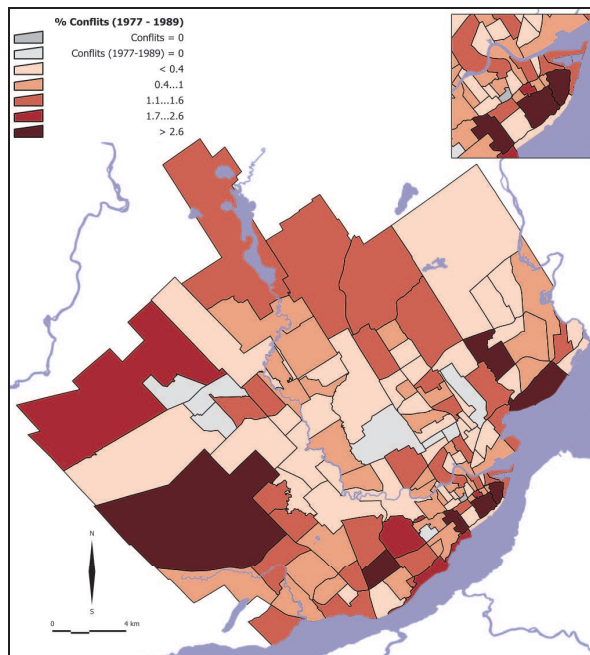 % Conflits (1977 - 1989)
Conflits = 0
Conflits (1977-1989) = 0
< 0.4
0.4...1
1.1...1.6
1.7...2.6
> 2.6
N
S
0 4 km